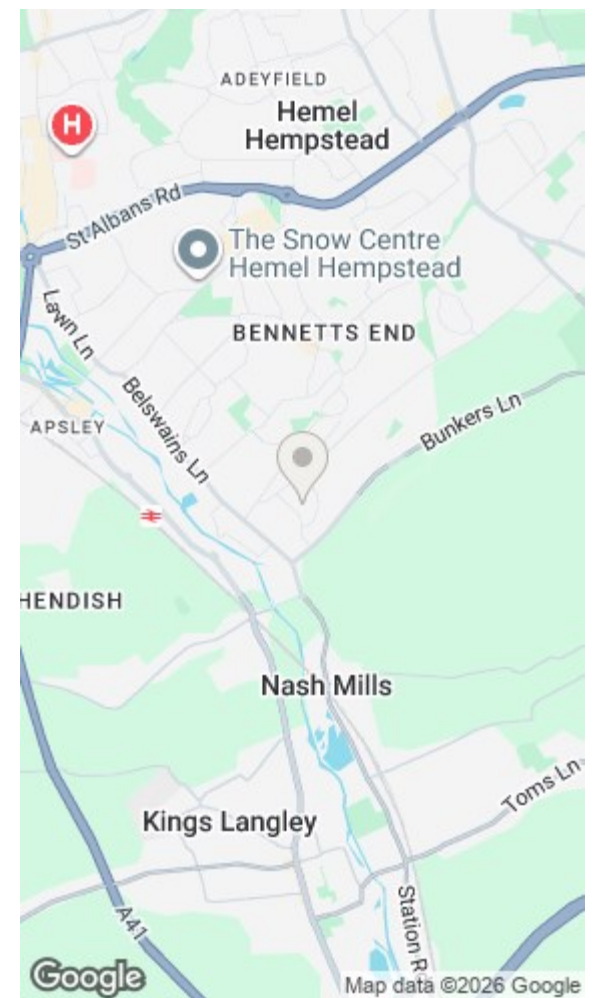 ADEYFIELD
Hemel
Hempstead
H
St Albans Rd
The Snow Centre
Hemel Hempstead
Lawn Ln
BENNETTS END
Belswains Ln
Bunkers Ln
APSLEY
HENDISH
Nash Mills
Toms Ln
Kings Langley
A41
Station Rd
Google
Map data ©2026 Google